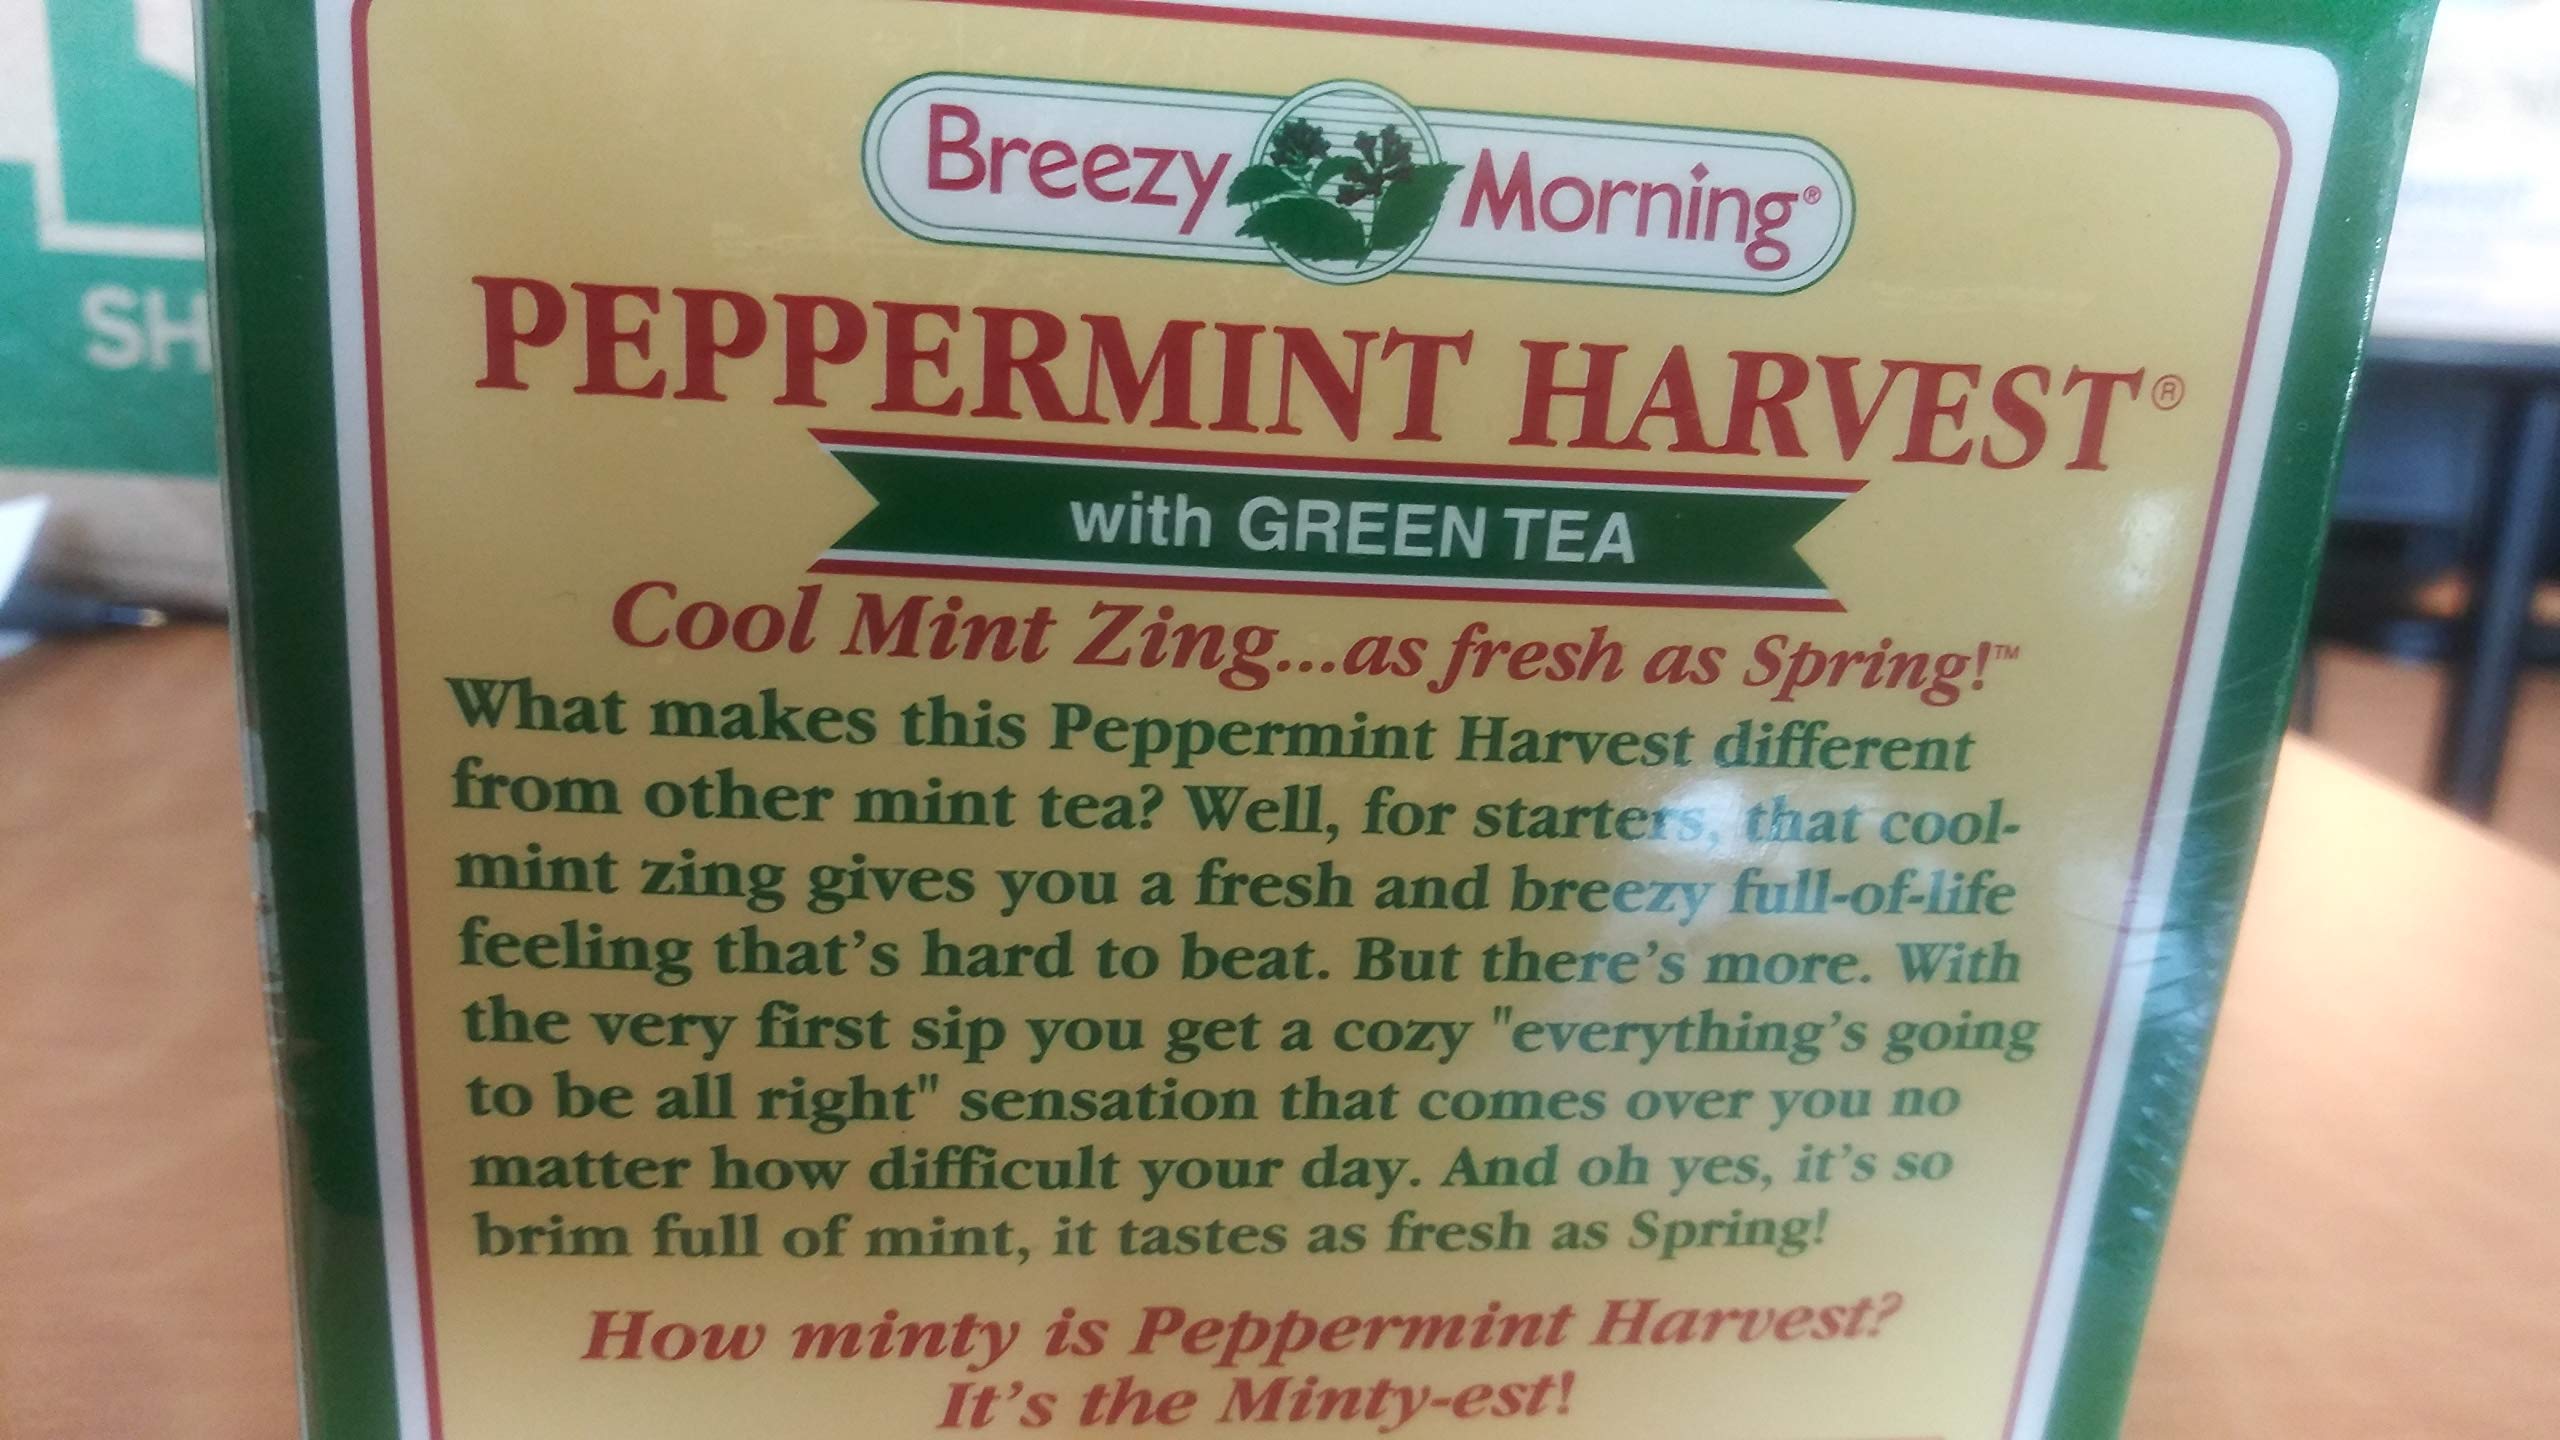 SH
Breezy Morning®
PEPPERMINT HARVEST®
with GREEN TEA
Cool Mint Zing...as fresh as Spring!™
What makes this Peppermint Harvest different
from other mint tea? Well, for starters, that cool-
mint zing gives you a fresh and breezy full-of-life
feeling that's hard to beat. But there's more. With
the very first sip you get a cozy "everything's going
to be all right" sensation that comes over you no
matter how difficult your day. And oh yes, it's so
brim full of mint, it tastes as fresh as Spring!
How minty is Peppermint Harvest?
It's the Minty-est!